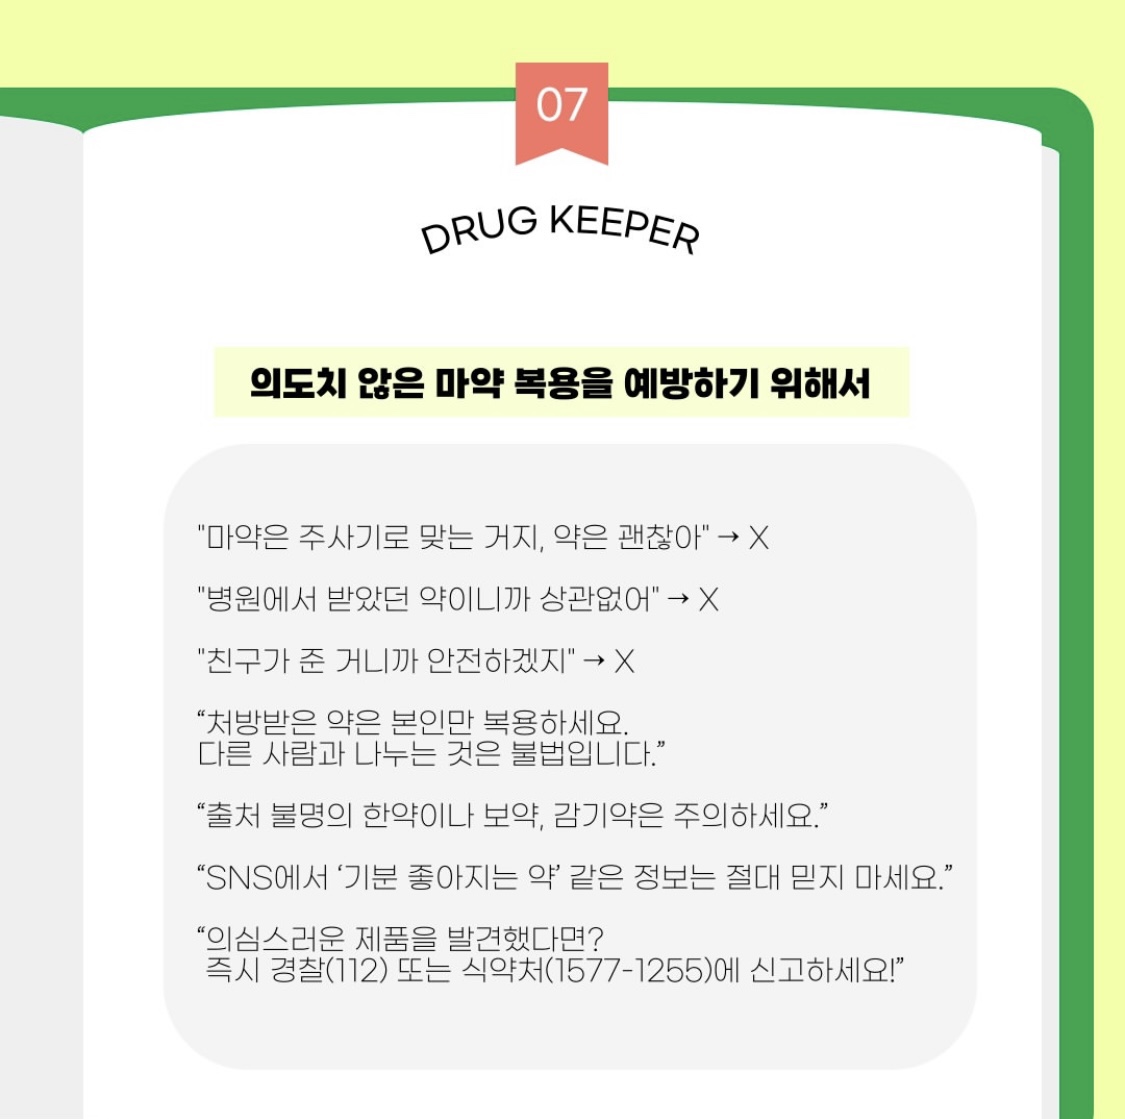 07
DRUG KEEPER
의도치 않은 마약 복용을 예방하기 위해서
"마약은 주사기로 맞는 거지, 약은 괜찮아" → X
"병원에서 받았던 약이니까 상관없어" → X
"친구가 준 거니까 안전하겠지" → X
“처방받은 약은 본인만 복용하세요.
다른 사람과 나누는 것은 불법입니다.”
“출처 불명의 한약이나 보약, 감기약은 주의하세요.”
“SNS에서 ‘기분 좋아지는 약’ 같은 정보는 절대 믿지 마세요.”
“의심스러운 제품을 발견했다면?
즉시 경찰(112) 또는 식약처(1577-1255)에 신고하세요!”